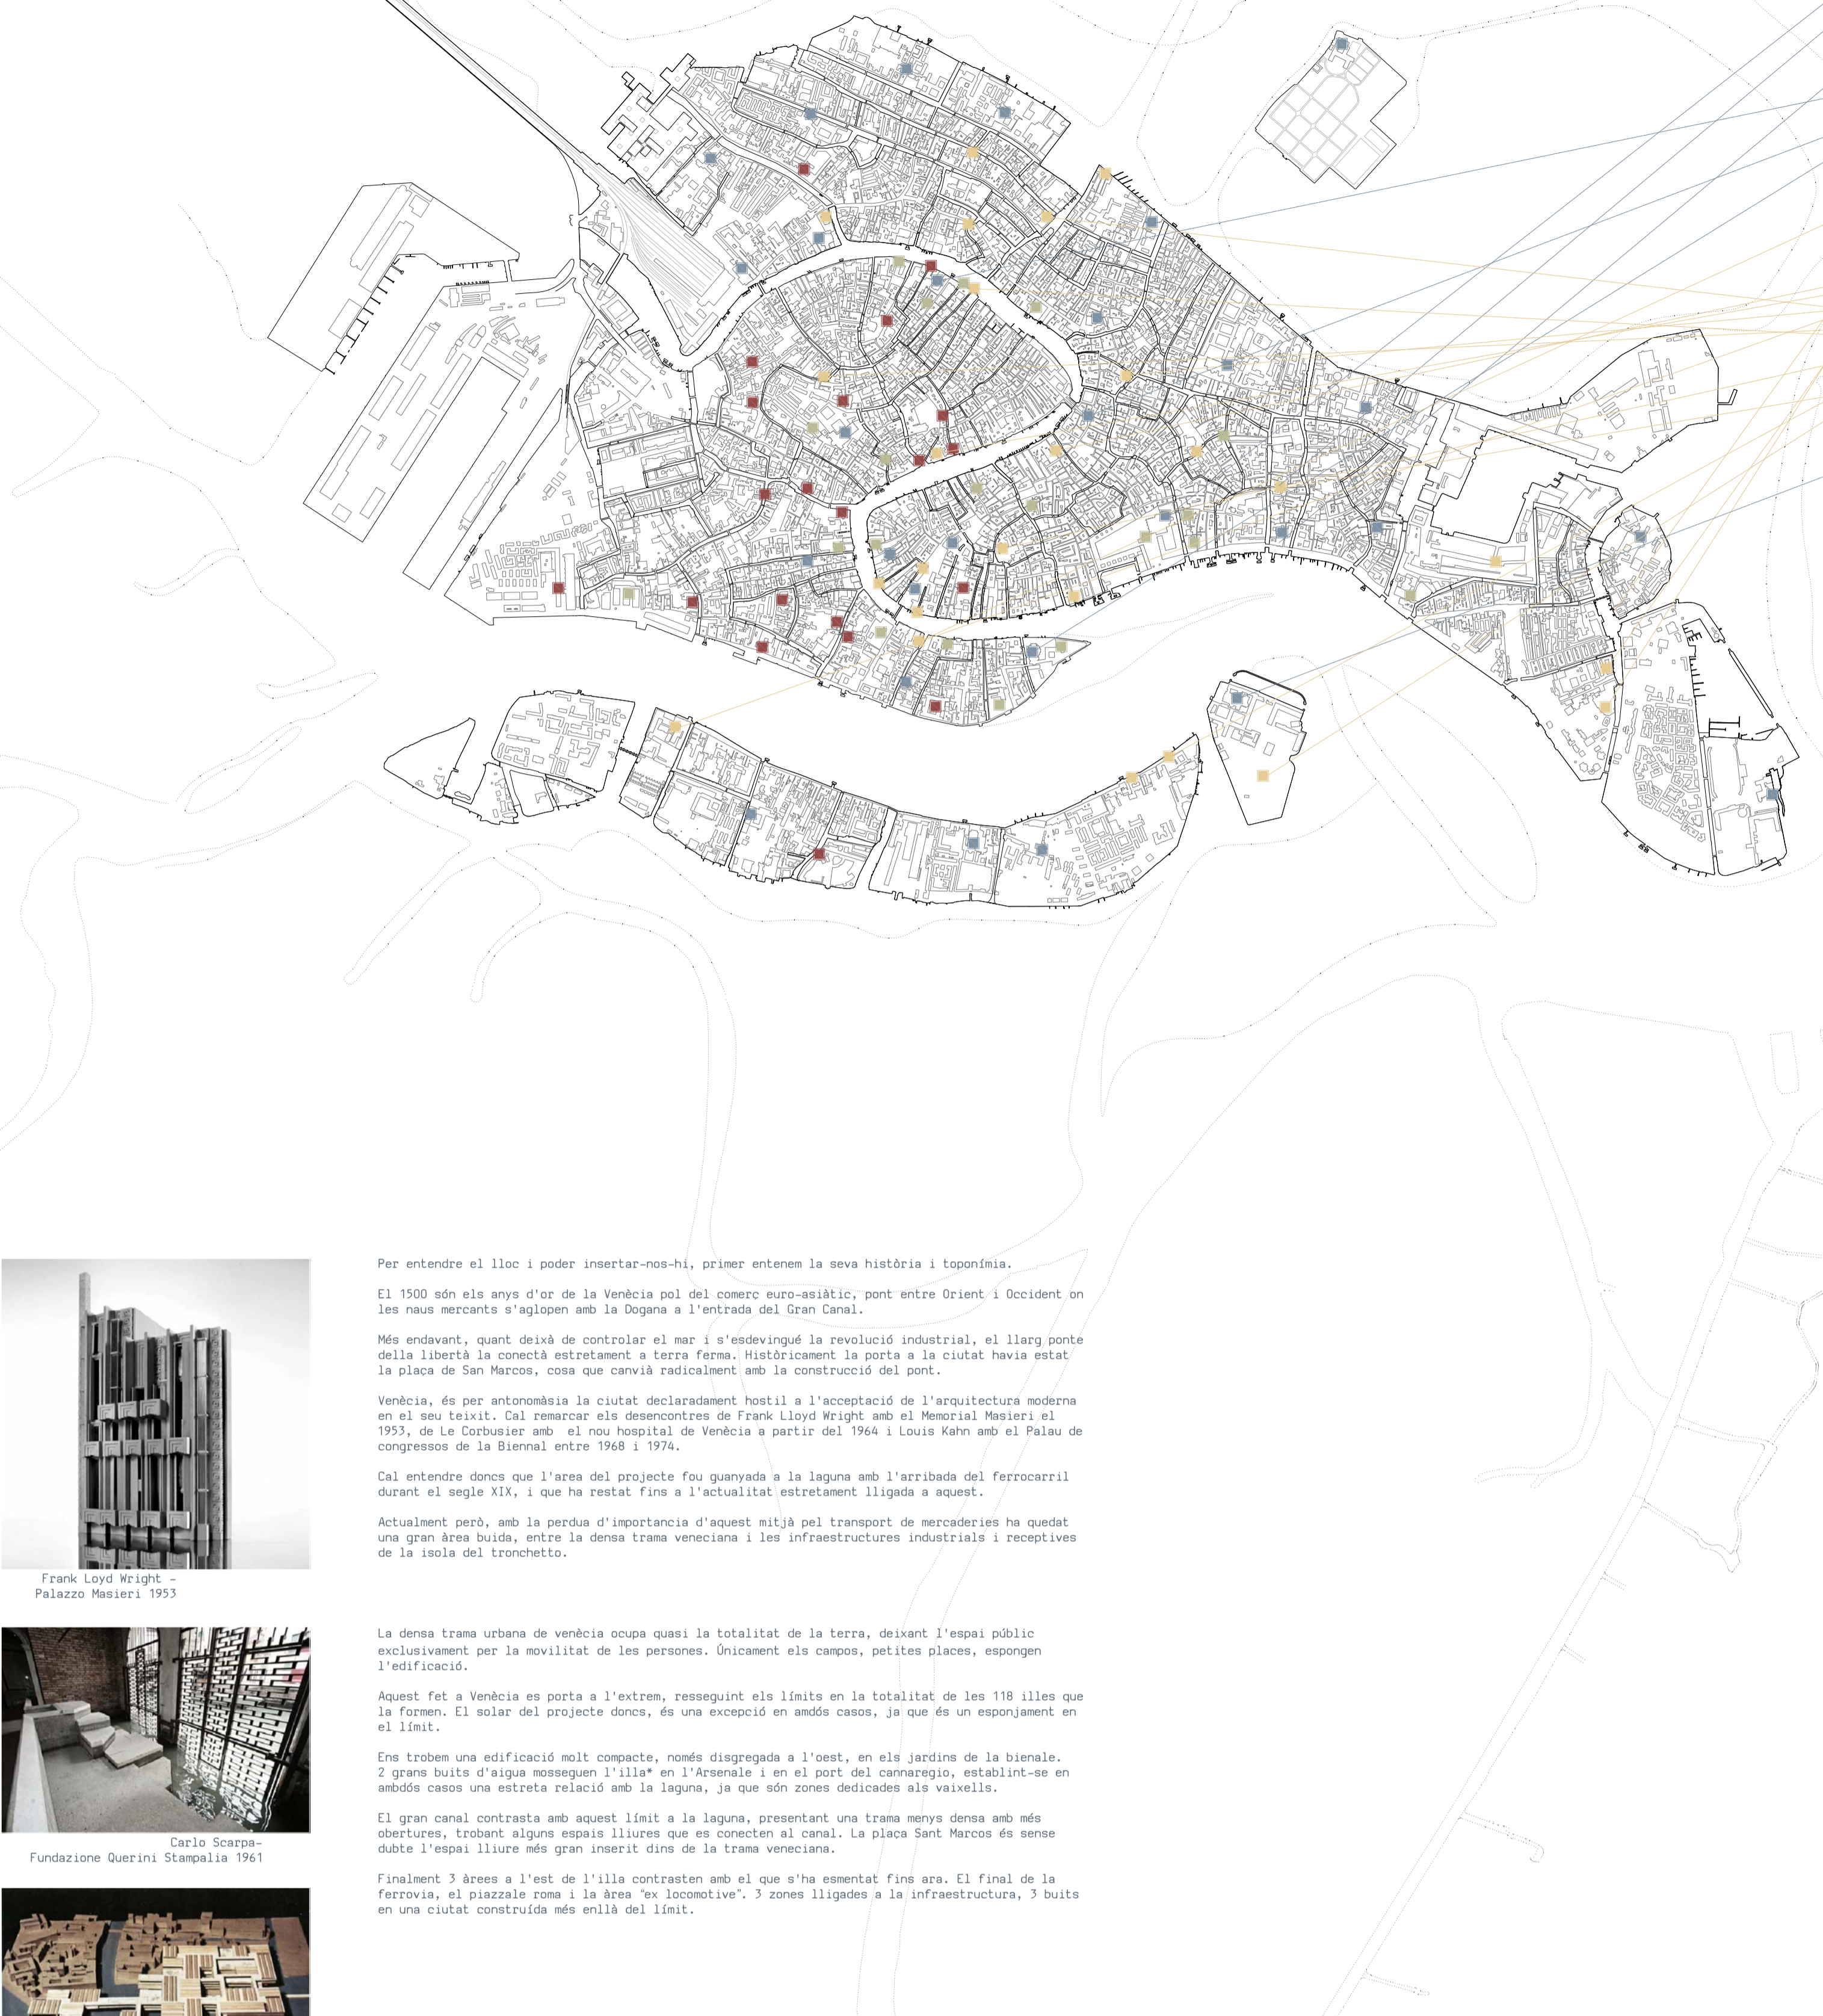 Per entendre el lloc i poder insertar-nos-hi, primer entenem la seva història i toponímia.
El 1500 són els anys d'or de la Venècia pol del comerç euro-asiàtic, pont entre Orient i Occident on
les naus mercants s'aglopen amb la Dogana a l'entrada del Gran Canal.
Més endavant, quant deixà de controlar el mar i s'esdevingué la revolució industrial, el llarg ponte
della libertà la conectà estretament a terra ferma. Històricament la porta a la ciutat havia estat
la plaça de San Marcos, cosa que canvià radicalment amb la construcció del pont.
Venècia, és per antonomàsia la ciutat declaradament hostil a l'acceptació de l'arquitectura moderna
en el seu teixit. Cal remarcar els desencontres de Frank Lloyd Wright amb el Memorial Masieri el
1953, de Le Corbusier amb el nou hospital de Venècia a partir del 1964 i Louis Kahn amb el Palau de
congressos de la Biennal entre 1968 i 1974.
Cal entendre doncs que l'area del projecte fou guanyada a la laguna amb l'arribada del ferrocarril
durant el segle XIX, i que ha restat fins a l'actualitat estretament lligada a aquest.
Actualment però, amb la perdua d'importancia d'aquest mitjà pel transport de mercaderies ha quedat
una gran àrea buida, entre la densa trama veneciana i les infraestructures industrials i receptives
de la isola del tronchetto.
Frank Loyd Wright -
Palazzo Masieri 1953
La densa trama urbana de venècia ocupa quasi la totalitat de la terra, deixant l'espai públic
exclusivament per la movilitat de les persones. Únicament els campos, petites places, espongen
l'edificació.
Aquest fet a Venècia es porta a l'extrem, resseguint els límits en la totalitat de les 118 illes que
la formen. El solar del projecte doncs, és una excepció en amdós casos, ja que és un esponjament en
el límit.
Ens trobem una edificació molt compacte, només disgregada a l'oest, en els jardins de la bienale.
2 grans buits d'aigua mosseguen l'illa* en l'Arsenale i en el port del cannaregio, establint-se en
ambdós casos una estreta relació amb la laguna, ja que són zones dedicades als vaixells.
El gran canal contrasta amb aquest límit a la laguna, presentant una trama menys densa amb més
obertures, trobant alguns espais lliures que es conecten al canal. La plaça Sant Marcos és sense
dubte l'espai lliure més gran inserit dins de la trama veneciana.
Finalment 3 àrees a l'est de l'illa contrasten amb el que s'ha esmentat fins ara. El final de la
ferrovia, el piazzale roma i la àrea "ex locomotive". 3 zones lligades a la infraestructura, 3 buits
en una ciutat construída més enllà del límit.
Carlo Scarpa-
Fundazione Querini Stampalia 1961